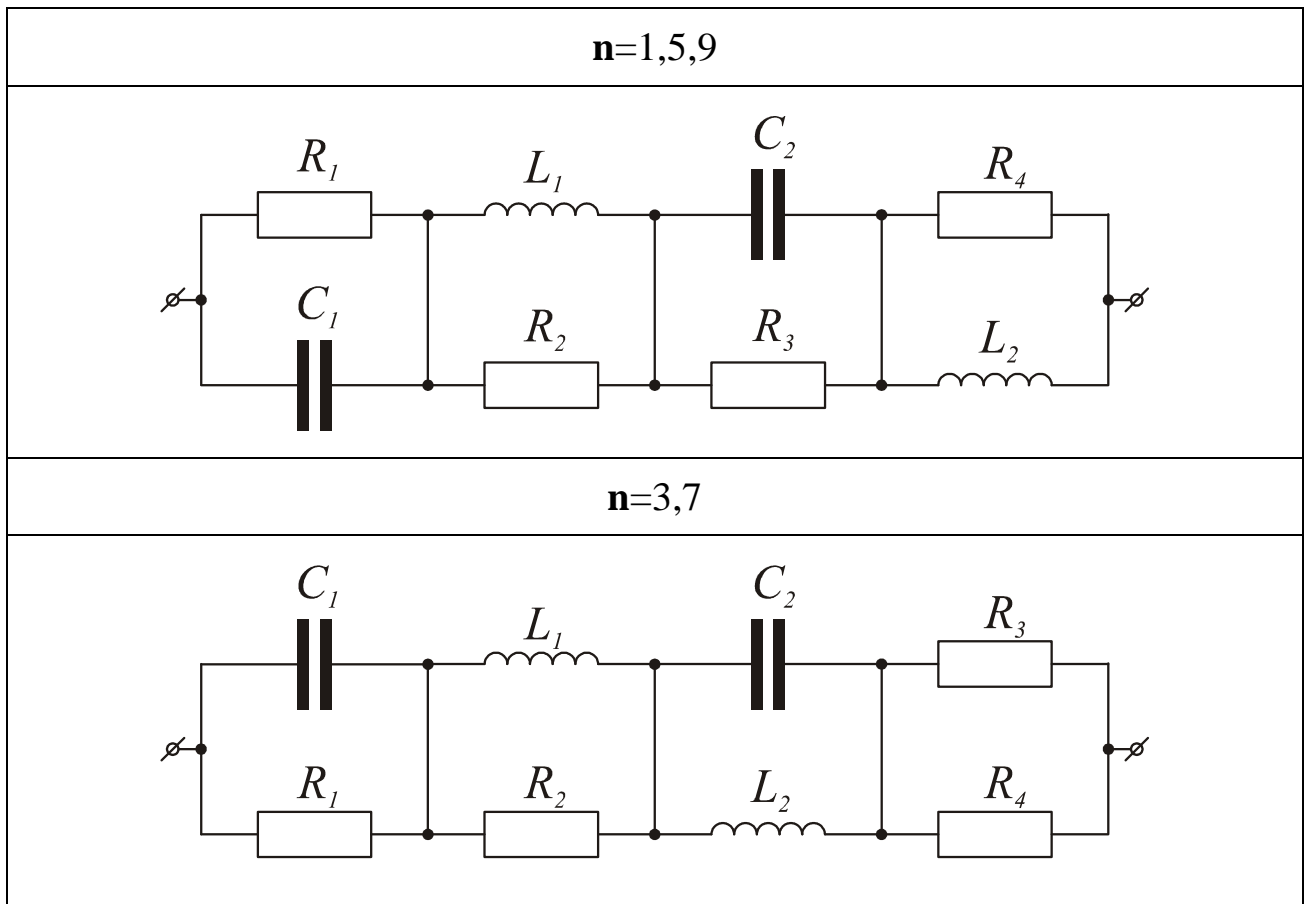 n=1,5,9
R1 L1 C2 R4
C1 R2 R3 L2
n=3,7
C1 L1 C2 R3
R1 R2 L2 R4